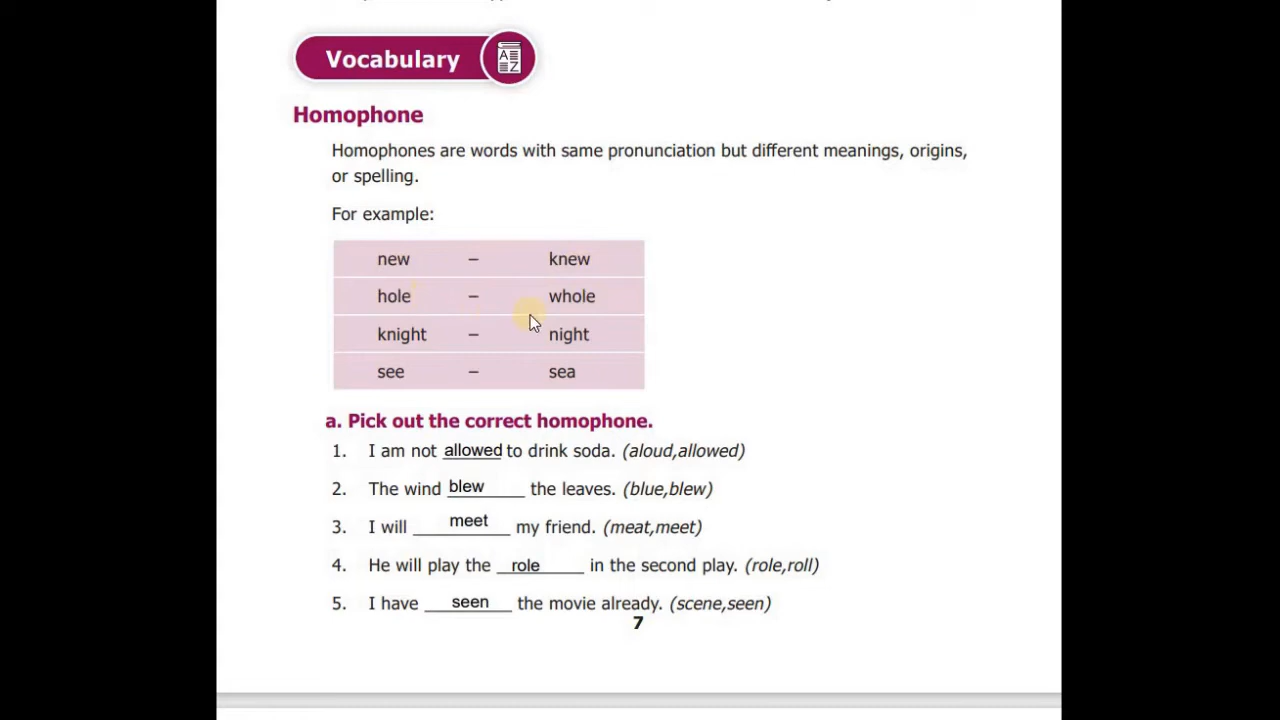 Vocabulary
A
Z
Homophone
Homophones are words with same pronunciation but different meanings, origins,
or spelling.
For example:
new – knew
hole – whole
knight – night
see – sea
a. Pick out the correct homophone.
1. I am not allowed to drink soda. (aloud,allowed)
2. The wind blew the leaves. (blue,blew)
3. I will meet my friend. (meat,meet)
4. He will play the role in the second play. (role,roll)
5. I have seen the movie already. (scene,seen)
7